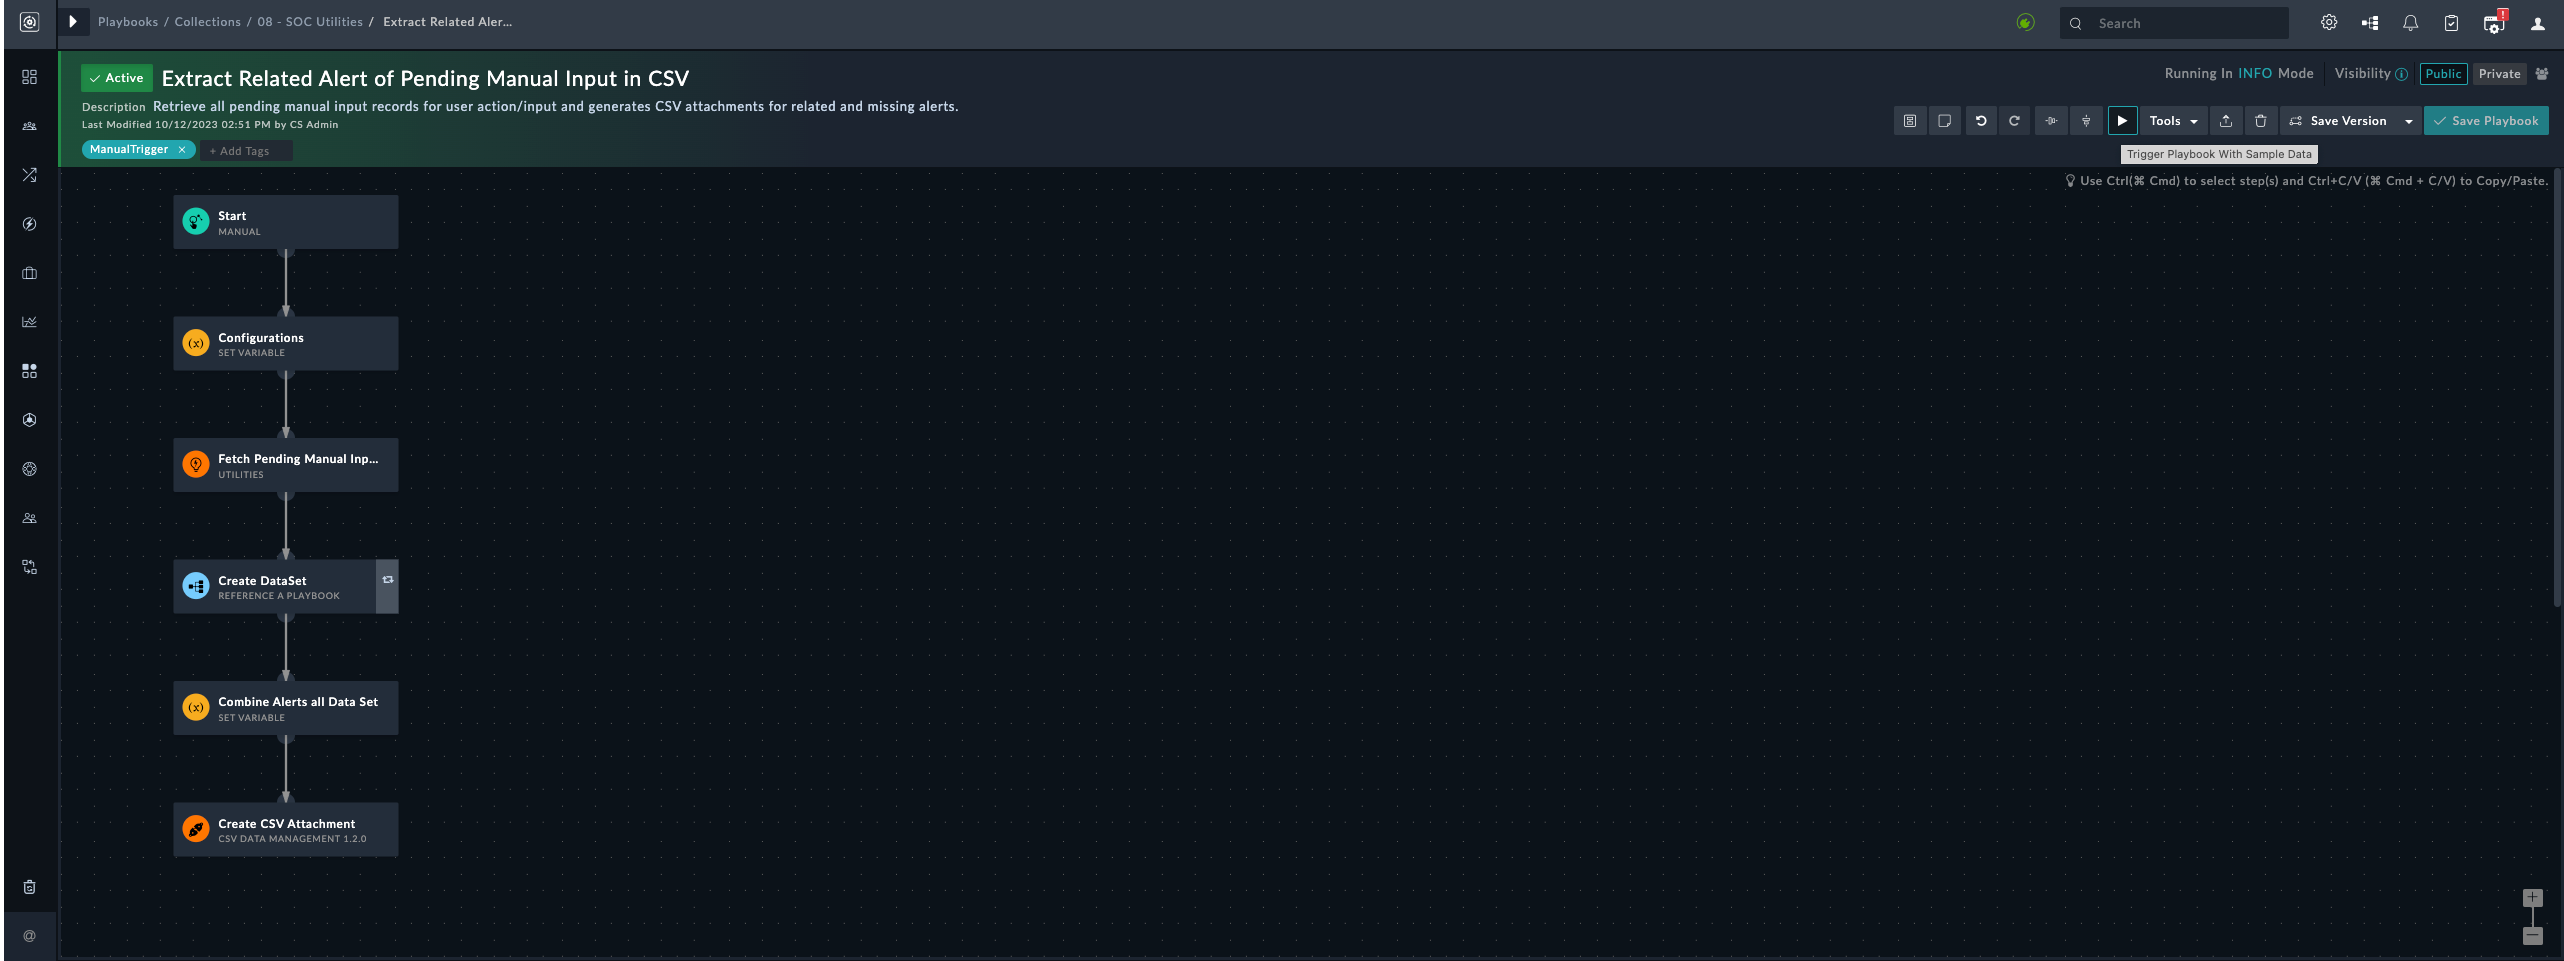 Playbooks / Collections / 08 - SOC Utilities / Extract Related Aler...
Search
!
Active
Extract Related Alert of Pending Manual Input in CSV
Running In INFO Mode
Visibility
Public
Private
Description Retrieve all pending manual input records for user action/input and generates CSV attachments for related and missing alerts.
Last Modified 10/12/2023 02:51 PM by CS Admin
Tools
Save Version
Save Playbook
ManualTrigger ×
+ Add Tags
Trigger Playbook With Sample Data
Use Ctrl(⌘ Cmd) to select step(s) and Ctrl+C/V (⌘ Cmd + C/V) to Copy/Paste.
Start
MANUAL
(x)
Configurations
SET VARIABLE
Fetch Pending Manual Inp...
UTILITIES
Create DataSet
REFERENCE A PLAYBOOK
(x)
Combine Alerts all Data Set
SET VARIABLE
Create CSV Attachment
CSV DATA MANAGEMENT 1.2.0
@